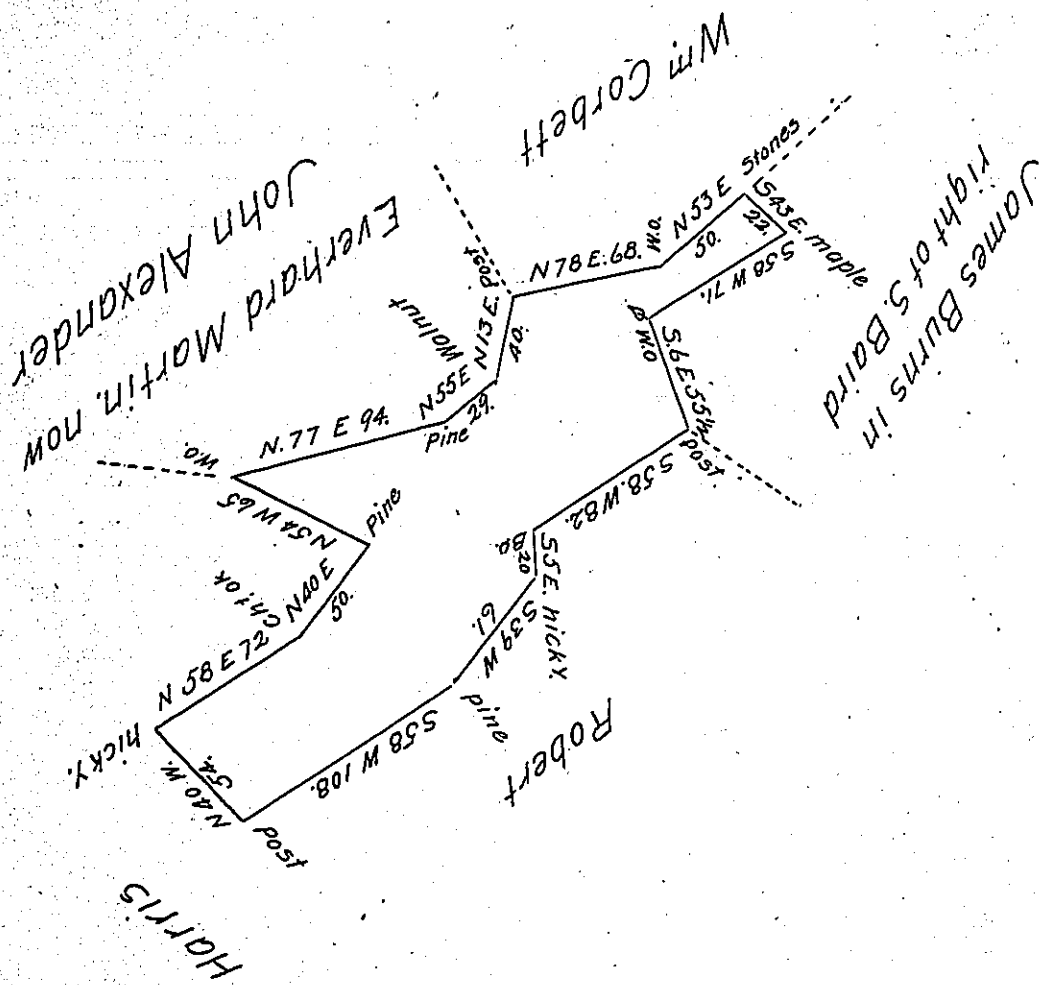 Wm Corbett
John Alexander
Everhard Martin. now
James Burns in
right of S. Baird
Stones
N 53 E
50.
S 43 E. maple
22.
S 58 W 71.
W.O.
N 78 E. 68.
Post
N 13 E.
40.
Walnut
N 55 E
29.
Pine
N. 77 E 94.
W.O.
N 54 W 65
Pine
N 40 E
50.
Ch: ok
N 58 E 72
hicky.
N 40 W.
54.
Post
S 58 W 108.
pine
S 39 W
61.
S 5 E. hicky.
20
S 58. W 82.
post.
S. 6 E 55½
W.O
Robert
Harris